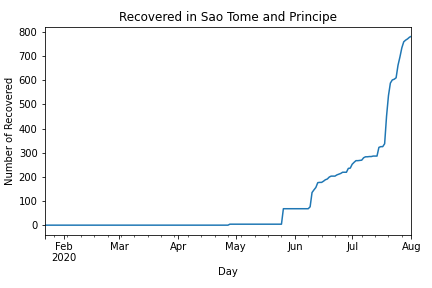 Recovered in Sao Tome and Principe
800
700
600
500
400
300
200
100
0
Number of Recovered
Feb Mar Apr May Jun Jul Aug
2020
Day